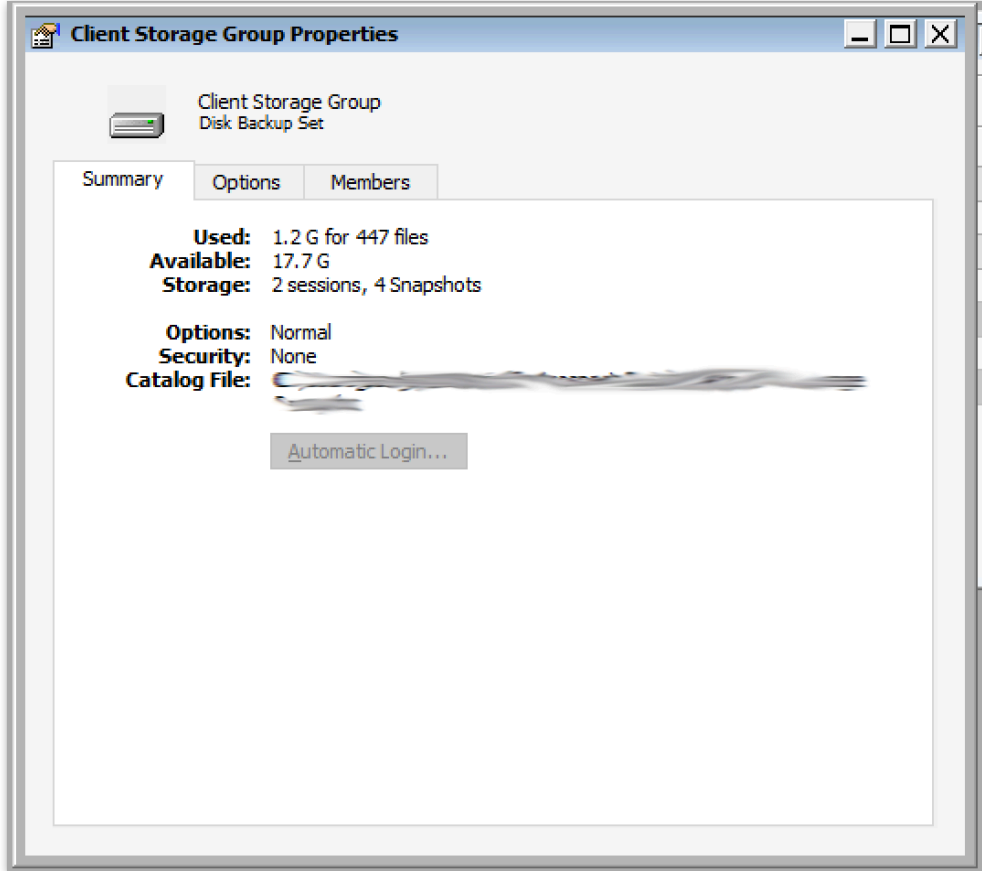 Client Storage Group Properties
Client Storage Group
Disk Backup Set
Summary Options Members
Used: 1.2 G for 447 files
Available: 17.7 G
Storage: 2 sessions, 4 Snapshots
Options: Normal
Security: None
Catalog File:
Automatic Login...